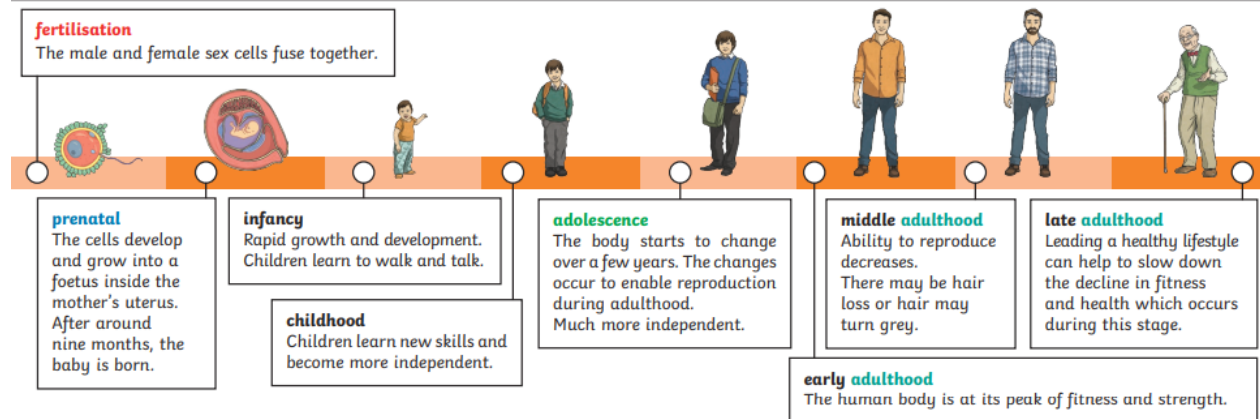 fertilisation
The male and female sex cells fuse together.
prenatal
The cells develop
and grow into a
foetus inside the
mother's uterus.
After around
nine months, the
baby is born.
infancy
Rapid growth and development.
Children learn to walk and talk.
childhood
Children learn new skills and
become more independent.
adolescence
The body starts to change
over a few years. The changes
occur to enable reproduction
during adulthood.
Much more independent.
early adulthood
The human body is at its peak of fitness and strength.
middle adulthood
Ability to reproduce
decreases.
There may be hair
loss or hair may
turn grey.
late adulthood
Leading a healthy lifestyle
can help to slow down
the decline in fitness
and health which occurs
during this stage.